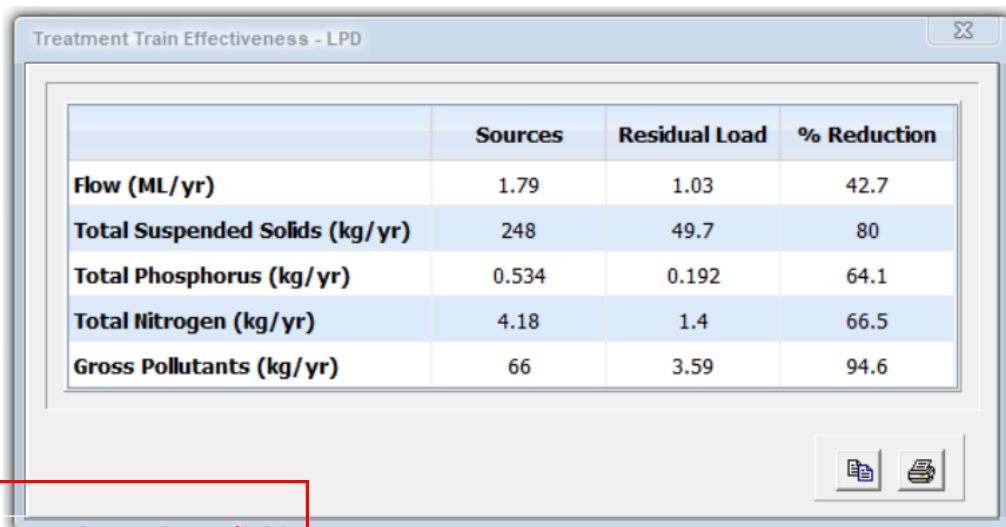 Treatment Train Effectiveness - LPD
Sources Residual Load % Reduction
Flow (ML/yr) 1.79 1.03 42.7
Total Suspended Solids (kg/yr) 248 49.7 80
Total Phosphorus (kg/yr) 0.534 0.192 64.1
Total Nitrogen (kg/yr) 4.18 1.4 66.5
Gross Pollutants (kg/yr) 66 3.59 94.6